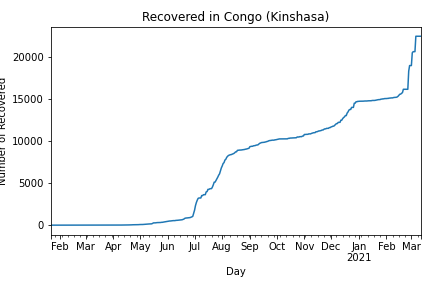 Recovered in Congo (Kinshasa)
Number of Recovered
20000
15000
10000
5000
0
Feb Mar Apr May Jun Jul Aug Sep Oct Nov Dec Jan Feb Mar
2021
Day